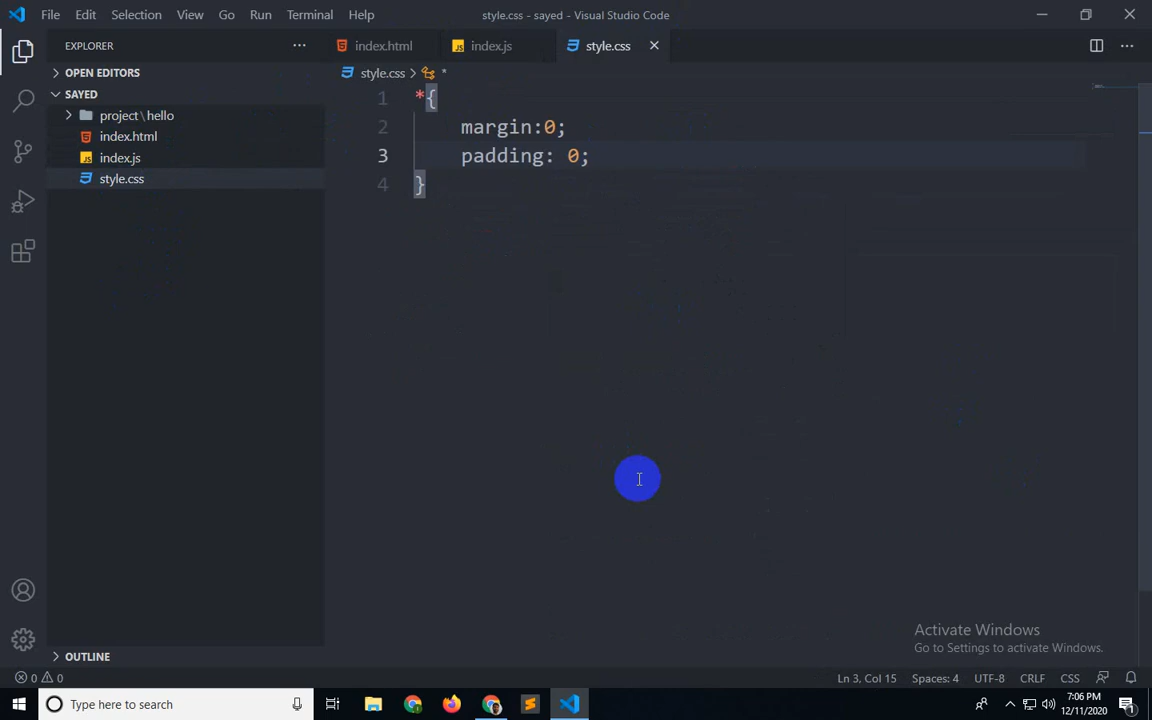 File Edit Selection View Go Run Terminal Help style.css - sayed - Visual Studio Code
EXPLORER
OPEN EDITORS
SAYED
project\hello
index.html
JS index.js
style.css
OUTLINE
index.html JS index.js style.css
style.css > *
1 *{
2 margin:0;
3 padding: 0;
4 }
Activate Windows
Go to Settings to activate Windows.
0 0 Ln 3, Col 15 Spaces: 4 UTF-8 CRLF CSS
Type here to search
7:06 PM
12/11/2020
1